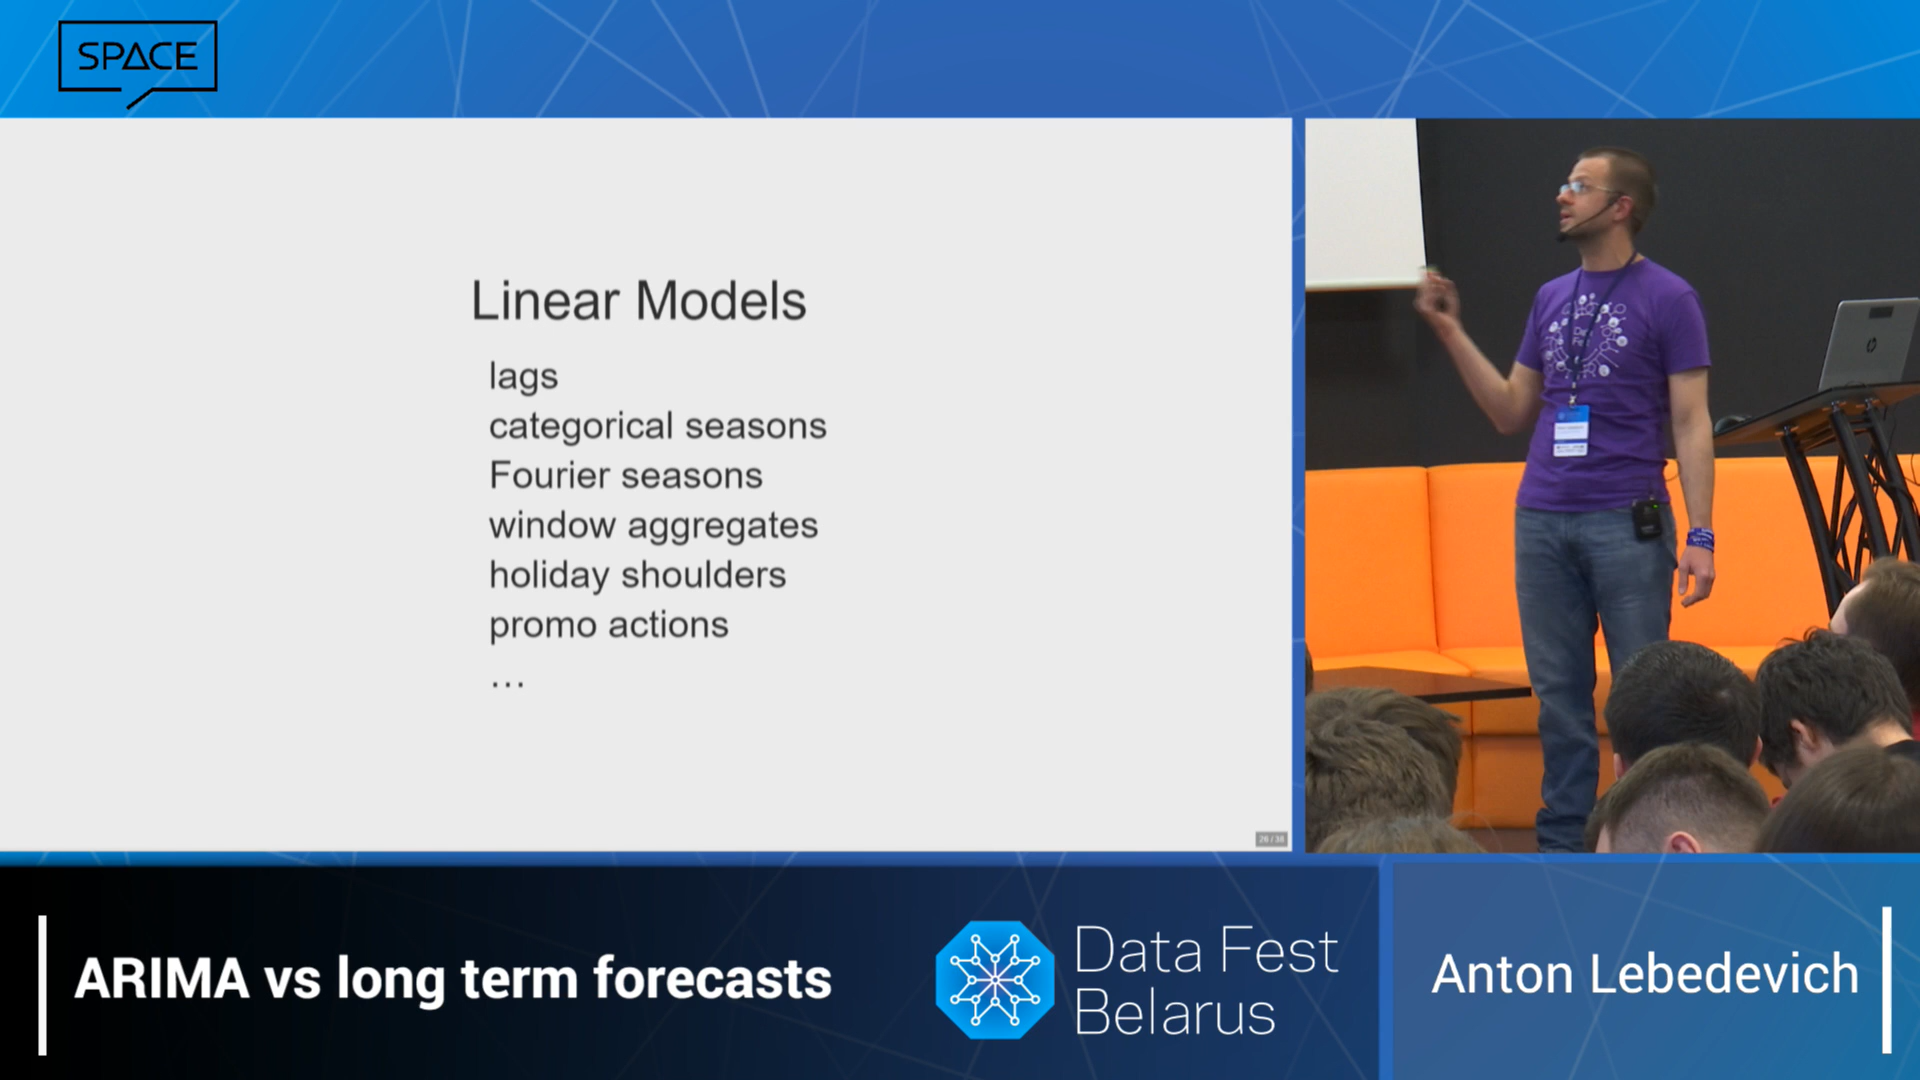 SPACE
Linear Models
lags
categorical seasons
Fourier seasons
window aggregates
holiday shoulders
promo actions
...
ARIMA vs long term forecasts
Data Fest
Belarus
Anton Lebedevich